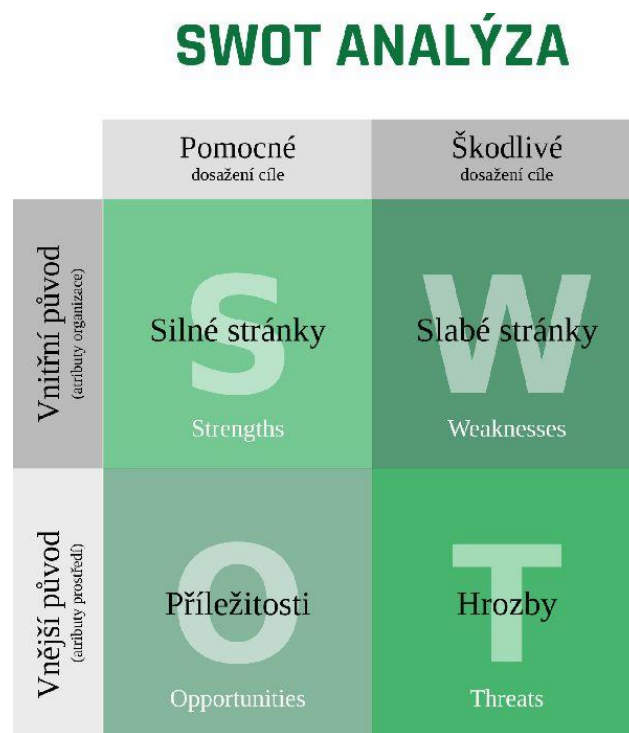 SWOT ANALÝZA
Pomocné
dosažení cíle
Škodlivé
dosažení cíle
Vnitřní původ
(atributy organizace)
S
Silné stránky
Strengths
W
Slabé stránky
Weaknesses
Vnější původ
(atributy prostředí)
O
Příležitosti
Opportunities
T
Hrozby
Threats